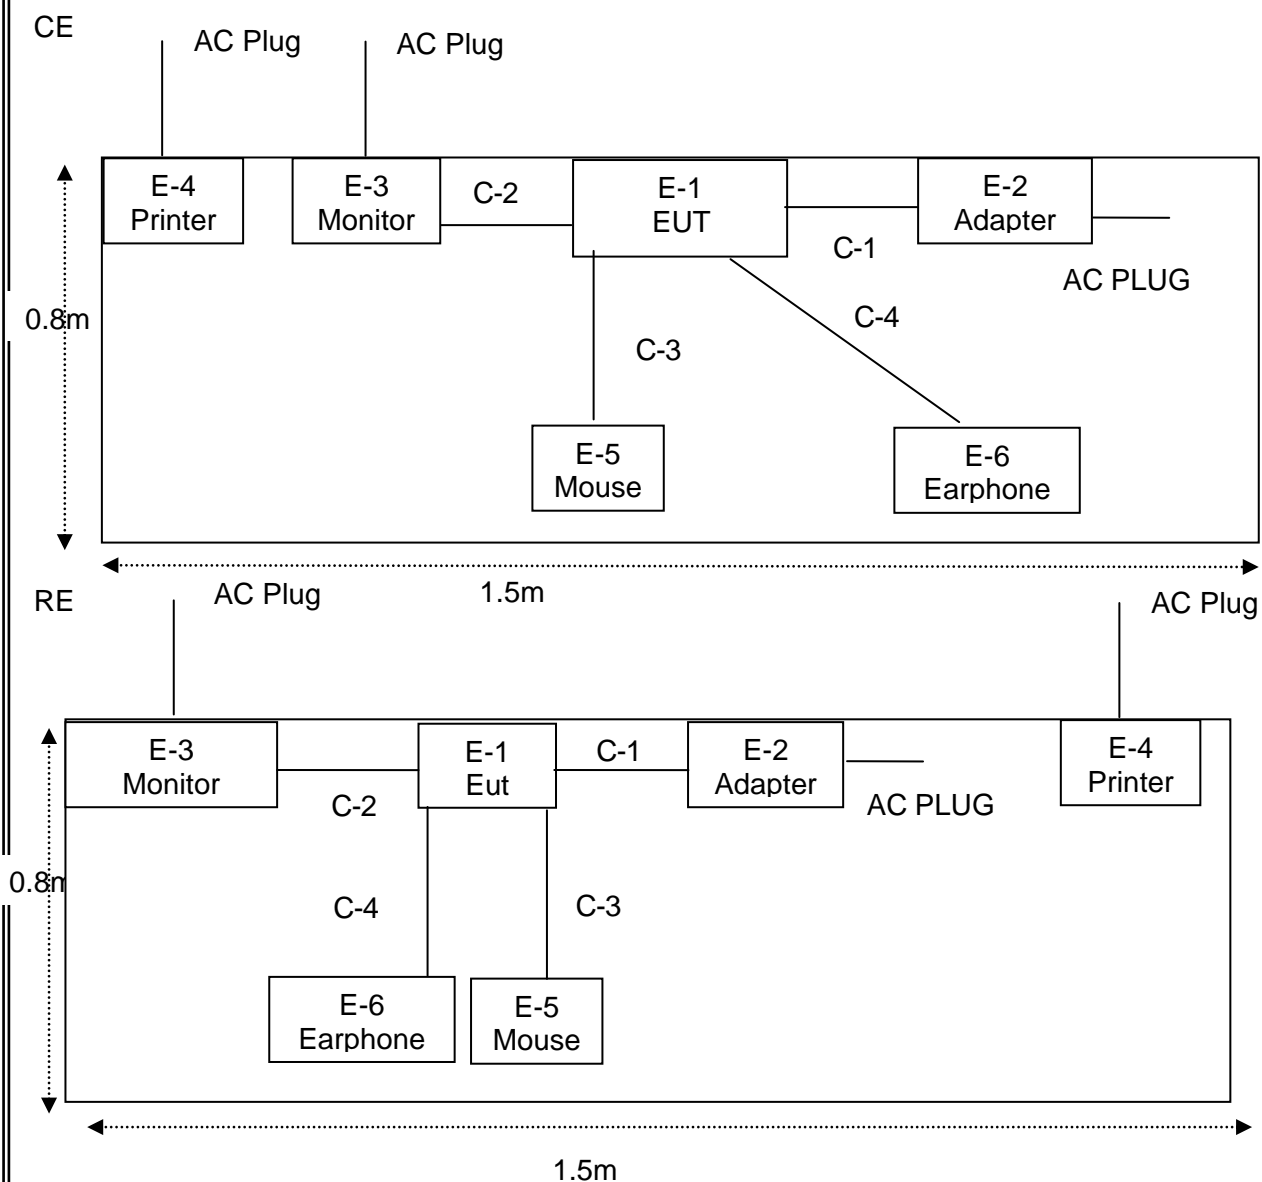 CE
AC Plug
AC Plug
E-4
Printer
E-3
Monitor
C-2
E-1
EUT
C-1
E-2
Adapter
AC PLUG
0.8m
C-3
C-4
E-5
Mouse
E-6
Earphone
1.5m
RE
AC Plug
AC Plug
E-3
Monitor
C-2
E-1
Eut
C-1
E-2
Adapter
AC PLUG
E-4
Printer
0.8m
C-4
C-3
E-6
Earphone
E-5
Mouse
1.5m